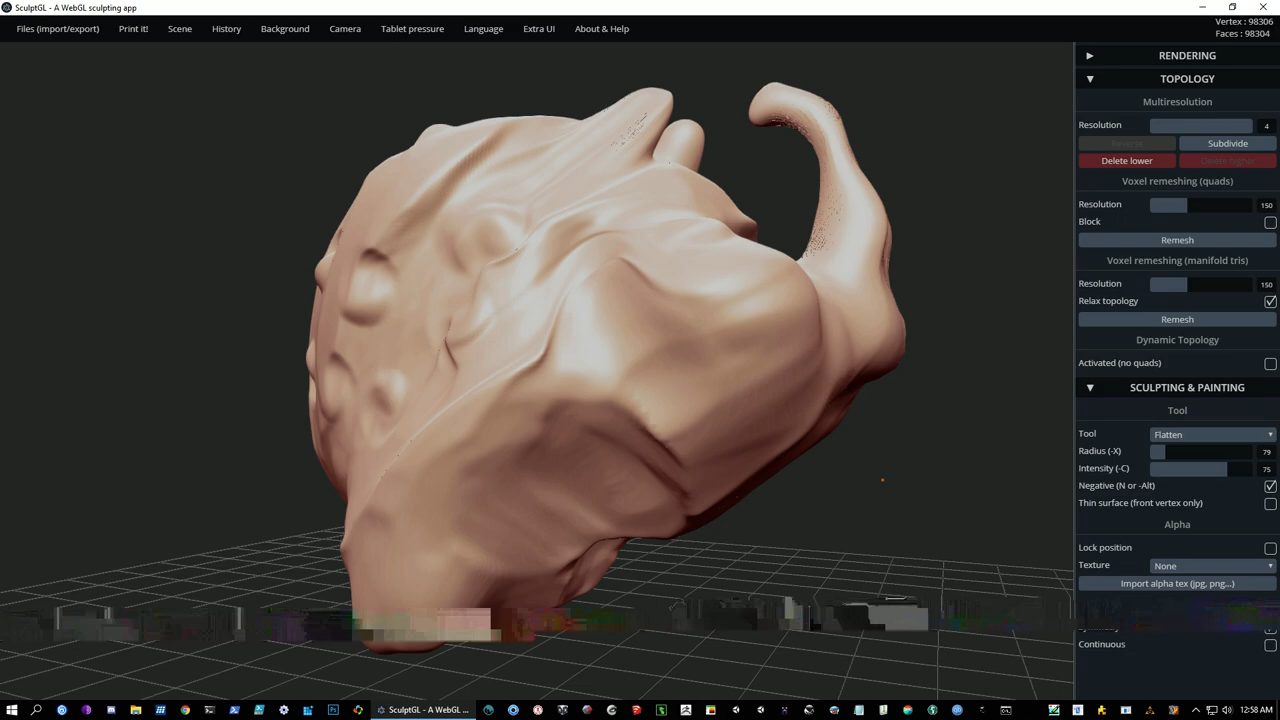 SculptGL - A WebGL sculpting app
Files (import/export) Print it! Scene History Background Camera Tablet pressure Language Extra UI About & Help
Vertex : 98306
Faces : 98304
RENDERING
TOPOLOGY
Multiresolution
Resolution 4
Reverse Subdivide
Delete lower Delete higher
Voxel remeshing (quads)
Resolution 150
Block
Remesh
Voxel remeshing (manifold tris)
Resolution 150
Relax topology
Remesh
Dynamic Topology
Activated (no quads)
SCULPTING & PAINTING
Tool
Tool Flatten
Radius (-X) 79
Intensity (-C) 75
Negative (N or -Alt)
Thin surface (front vertex only)
Alpha
Lock position
Texture None
Import alpha tex (jpg, png...)
Continuous
SculptGL - A WebGL ...
12:58 AM